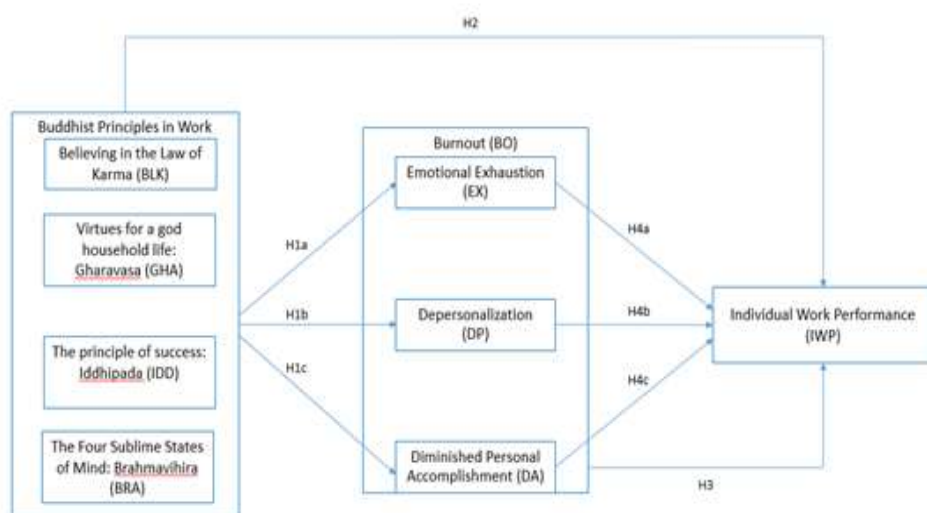 H2
Buddhist Principles in Work
Believing in the Law of
Karma (BLK)
Virtues for a god
household life:
Gharavasa (GHA)
The principle of success:
Iddhipada (IDD)
The Four Sublime States
of Mind: Brahmavihira
(BRA)
H1a
H1b
H1c
Burnout (BO)
Emotional Exhaustion
(EX)
Depersonalization
(DP)
Diminished Personal
Accomplishment (DA)
H4a
H4b
H4c
H3
Individual Work Performance
(IWP)